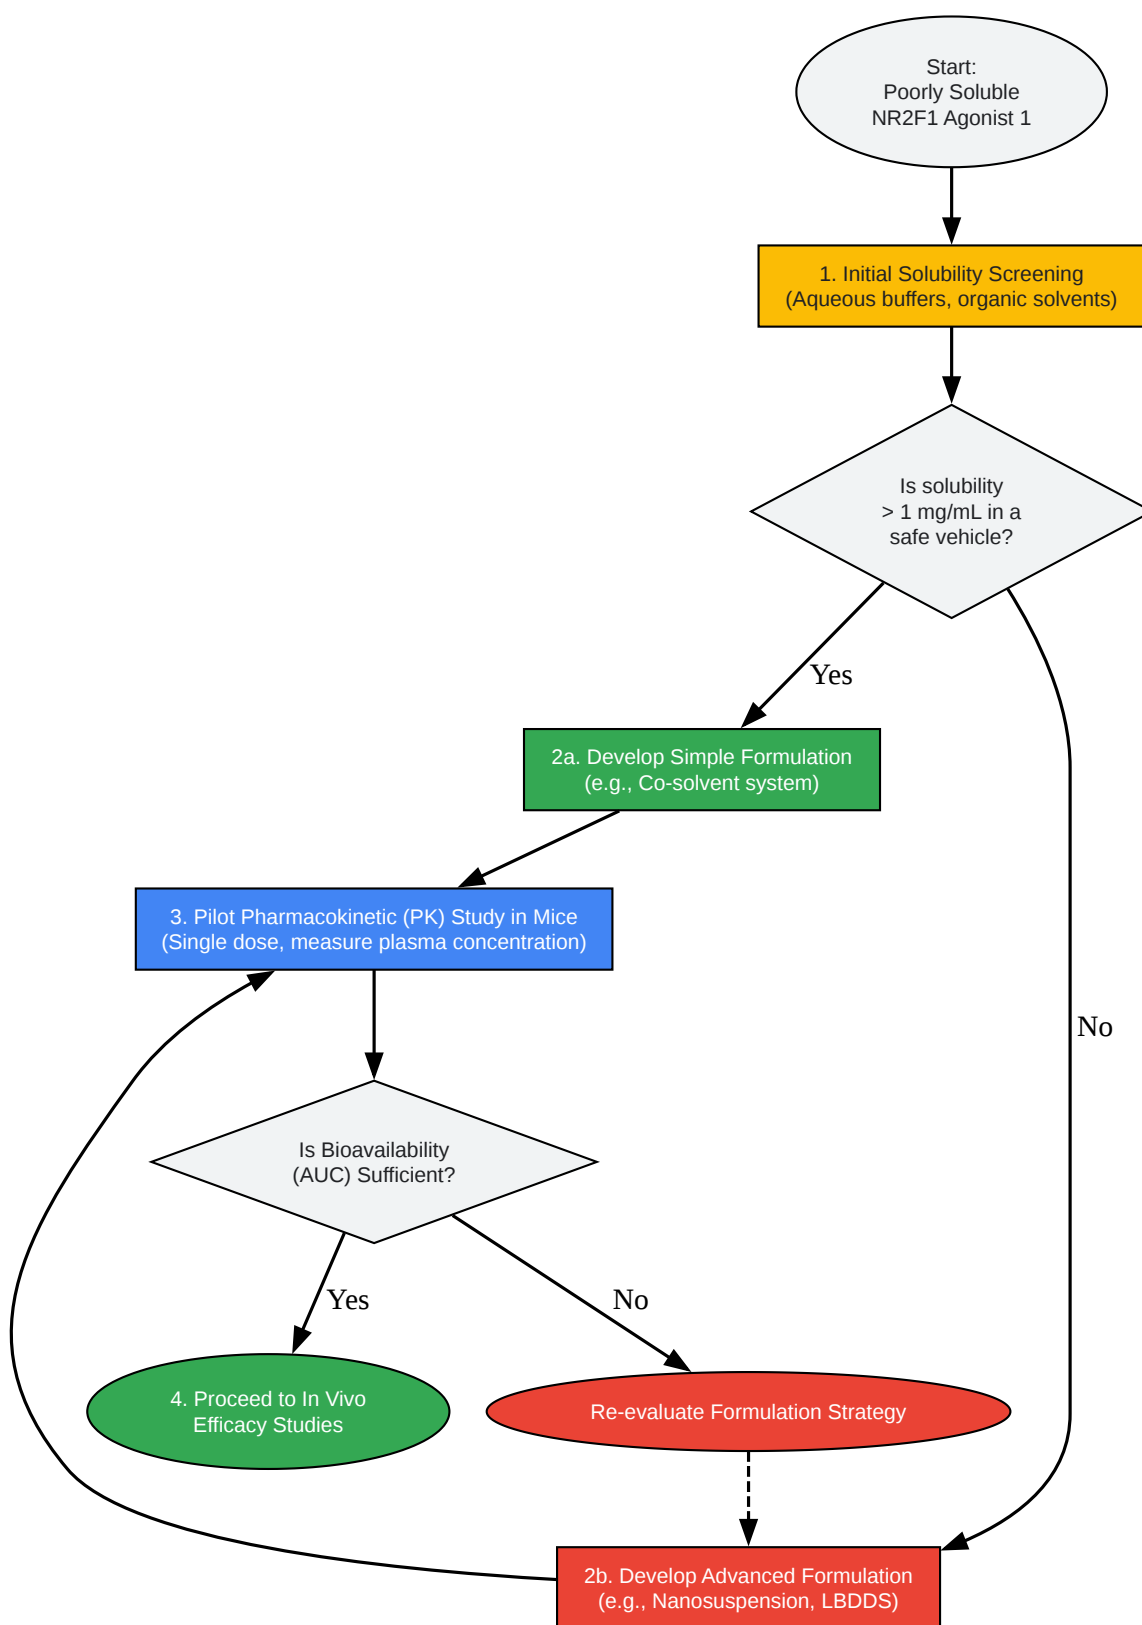 Start:
Poorly Soluble
NR2F1 Agonist 1
1. Initial Solubility Screening
(Aqueous buffers, organic solvents)
Is solubility
> 1 mg/mL in a
safe vehicle?
Yes
2a. Develop Simple Formulation
(e.g., Co-solvent system)
3. Pilot Pharmacokinetic (PK) Study in Mice
(Single dose, measure plasma concentration)
No
Is Bioavailability
(AUC) Sufficient?
Yes
No
4. Proceed to In Vivo
Efficacy Studies
Re-evaluate Formulation Strategy
2b. Develop Advanced Formulation
(e.g., Nanosuspension, LBDDS)